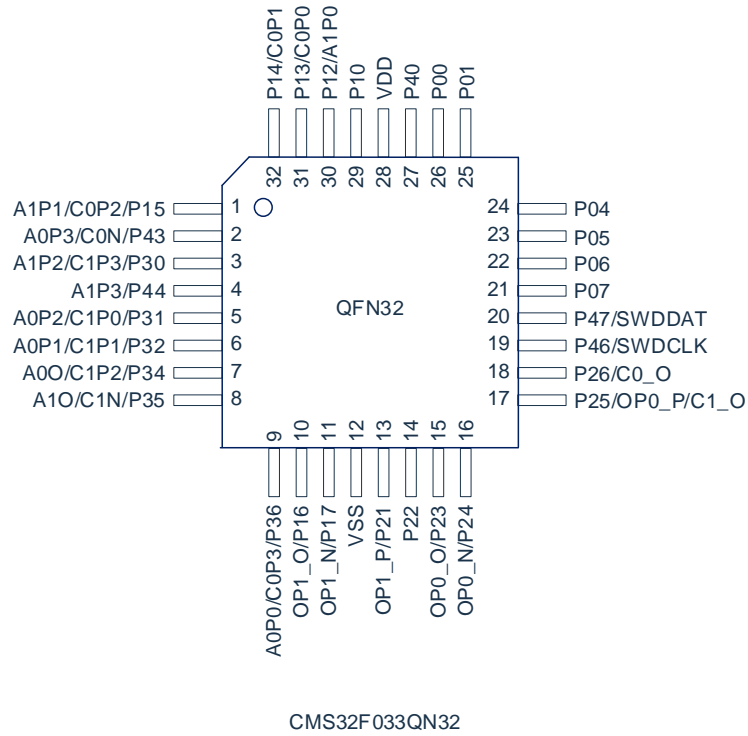 P14/C0P1
P13/C0P0
P12/A1P0
P10
VDD
P40
P00
P01
32
31
30
29
28
27
26
25
A1P1/C0P2/P15
1
A0P3/C0N/P43
2
A1P2/C1P3/P30
3
A1P3/P44
4
A0P2/C1P0/P31
5
A0P1/C1P1/P32
6
A0O/C1P2/P34
7
A1O/C1N/P35
8
QFN32
24
P04
23
P05
22
P06
21
P07
20
P47/SWDDAT
19
P46/SWDCLK
18
P26/C0_O
17
P25/OP0_P/C1_O
9
10
11
12
13
14
15
16
A0P0/C0P3/P36
OP1_O/P16
OP1_N/P17
VSS
OP1_P/P21
P22
OP0_O/P23
OP0_N/P24
CMS32F033QN32